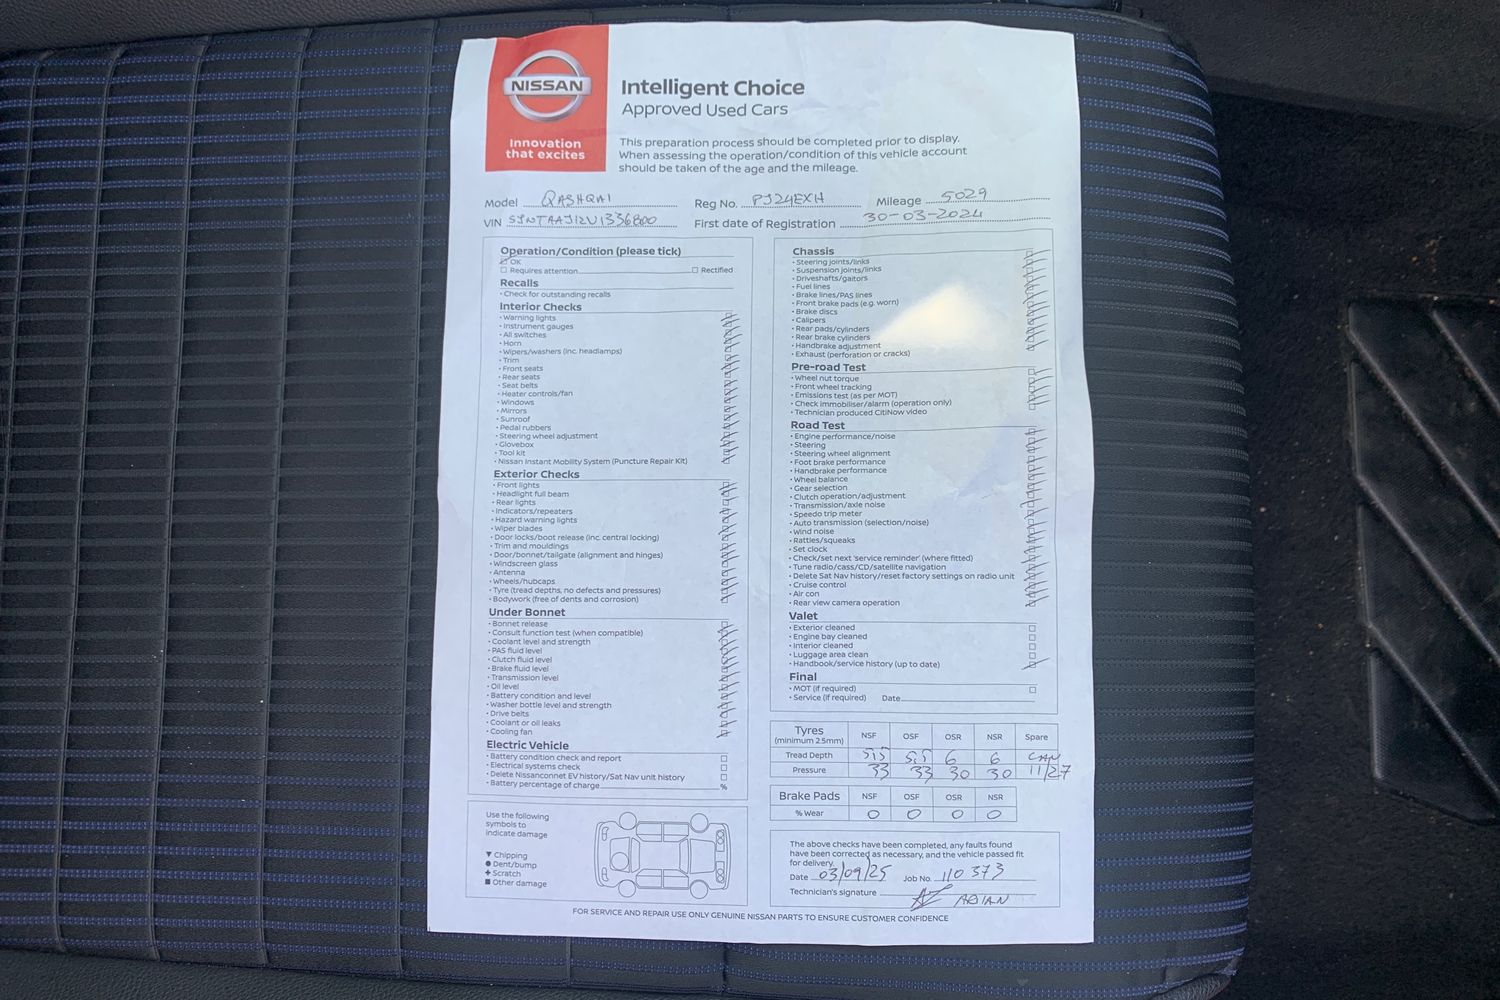 NISSAN
Innovation
that excites
Intelligent Choice
Approved Used Cars
This preparation process should be completed prior to display.
When assessing the operation/condition of this vehicle account
should be taken of the age and the mileage.
Model QASHQAI Reg No. PJ24EXH Mileage 5029
VIN First date of Registration 30-03-2024
Operation/Condition (please tick)
OK
Requires attention Rectified
Recalls
• Check for outstanding recalls
Interior Checks
• Warning lights
• Instrument gauges
• All switches
• Horn
• Wipers/washers (inc. headlamps)
• Trim
• Front seats
• Rear seats
• Seat belts
• Heater controls/fan
• Windows
• Mirrors
• Sunroof
• Pedal rubbers
• Steering wheel adjustment
• Glovebox
• Tool kit
• Nissan Instant Mobility System (Puncture Repair Kit)
Exterior Checks
• Front lights
• Headlight full beam
• Rear lights
• Indicators/repeaters
• Hazard warning lights
• Wiper blades
• Door locks/boot release (inc. central locking)
• Trim and mouldings
• Door/bonnet/tailgate (alignment and hinges)
• Windscreen glass
• Antenna
• Wheels/hubcaps
• Tyre (tread depths, no defects and pressures)
• Bodywork (free of dents and corrosion)
Under Bonnet
• Bonnet release
• Consult function test (when compatible)
• Coolant level and strength
• PAS fluid level
• Clutch fluid level
• Brake fluid level
• Transmission level
• Oil level
• Battery condition and level
• Washer bottle level and strength
• Drive belts
• Coolant or oil leaks
• Cooling fan
Electric Vehicle
• Battery condition check and report
• Electrical systems check
• Delete Nissanconnet EV history/Sat Nav unit history
• Battery percentage of charge %
Use the following
symbols to
indicate damage
▼ Chipping
● Dent/bump
✚ Scratch
■ Other damage
Chassis
• Steering joints/links
• Suspension joints/links
• Driveshafts/gaitors
• Fuel lines
• Brake lines/PAS lines
• Front brake pads (e.g. worn)
• Brake discs
• Calipers
• Rear pads/cylinders
• Rear brake cylinders
• Handbrake adjustment
• Exhaust (perforation or cracks)
Pre-road Test
• Wheel nut torque
• Front wheel tracking
• Emissions test (as per MOT)
• Check immobiliser/alarm (operation only)
• Technician produced CitNow video
Road Test
• Engine performance/noise
• Steering
• Steering wheel alignment
• Foot brake performance
• Handbrake performance
• Wheel balance
• Gear selection
• Clutch operation/adjustment
• Transmission/axle noise
• Speedo trip meter
• Auto transmission (selection/noise)
• Wind noise
• Rattles/squeaks
• Set clock
• Check/set next 'service reminder' (where fitted)
• Tune radio/cass/CD/satellite navigation
• Delete Sat Nav history/reset factory settings on radio unit
• Cruise control
• Air con
• Rear view camera operation
Valet
• Exterior cleaned
• Engine bay cleaned
• Interior cleaned
• Luggage area clean
• Handbook/service history (up to date)
Final
• MOT (if required)
• Service (if required) Date
Tyres (minimum 2.5mm) NSF OSF OSR NSR Spare
Tread Depth 5.5 5.5 6 6 CAN
Pressure 33 33 30 30 11/27
Brake Pads NSF OSF OSR NSR
% Wear 0 0 0 0
The above checks have been completed, any faults found
have been corrected as necessary, and the vehicle passed fit
for delivery.
Date 03/09/25 Job No. 110373
Technician's signature
FOR SERVICE AND REPAIR USE ONLY GENUINE NISSAN PARTS TO ENSURE CUSTOMER CONFIDENCE